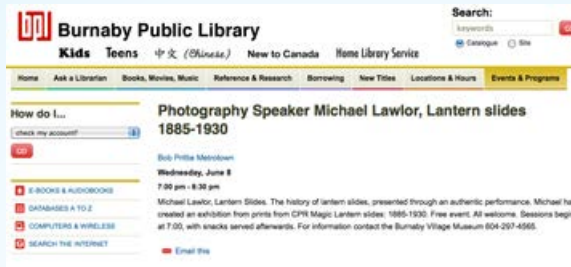 bpl Burnaby Public Library
Search:
keywords
Catalogue Site
Kids Teens 中文 (Chinese) New to Canada Home Library Service
Home Ask a Librarian Books, Movies, Music Reference & Research Borrowing New Titles Locations & Hours Events & Programs
How do I...
check my account?
GO
Photography Speaker Michael Lawlor, Lantern slides
1885-1930
Bob Prittie Metrotown
Wednesday, June 8
7:00 pm - 8:30 pm
Michael Lawlor, Lantern Slides. The history of lantern slides, presented through an authentic performance. Michael ha
created an exhibition from prints from CPR Magic Lantern slides: 1885-1930. Free event. All welcome. Sessions begi
at 7:00, with snacks served afterwards. For information contact the Burnaby Village Museum 604-297-4565.
Email this
E-BOOKS & AUDIOBOOKS
DATABASES A TO Z
COMPUTERS & WIRELESS
SEARCH THE INTERNET